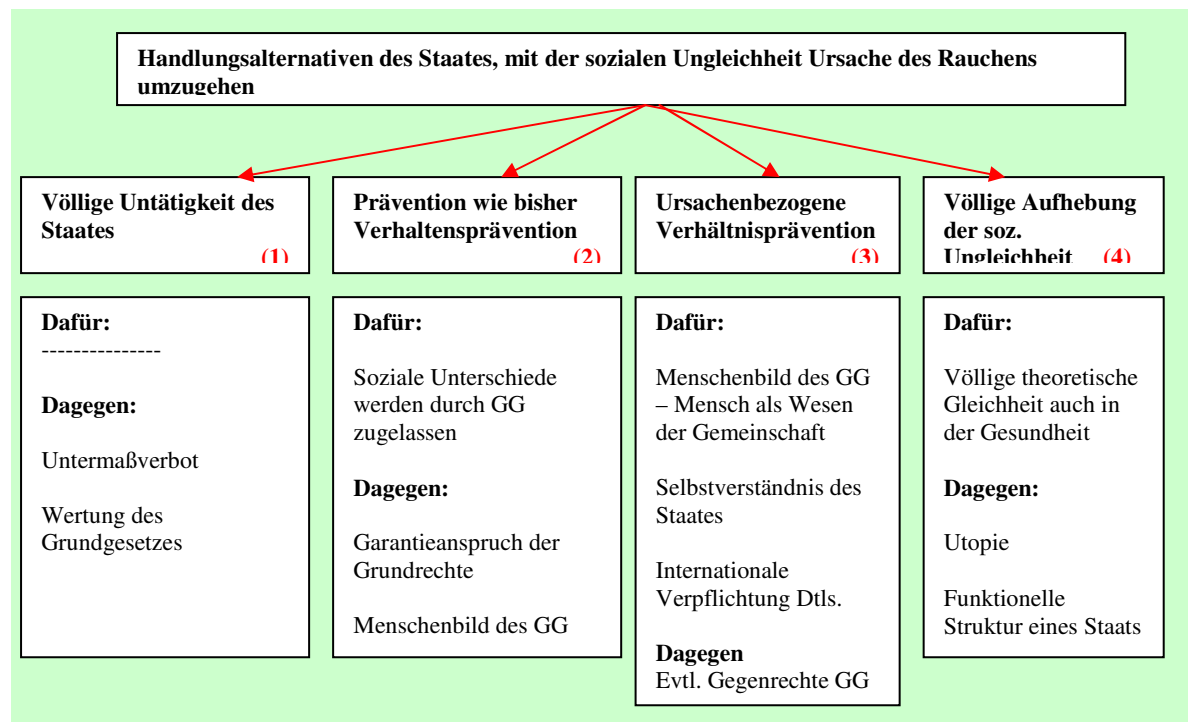 Handlungsalternativen des Staates, mit der sozialen Ungleichheit Ursache des Rauchens
umzugehen
Völlige Untätigkeit des
Staates
(1)
Prävention wie bisher
Verhaltensprävention
(2)
Ursachenbezogene
Verhältnisprävention
(3)
Völlige Aufhebung
der soz.
Ungleichheit (4)
Dafür:
---------------
Dagegen:
Untermaßverbot
Wertung des
Grundgesetzes
Dafür:
Soziale Unterschiede
werden durch GG
zugelassen
Dagegen:
Garantieanspruch der
Grundrechte
Menschenbild des GG
Dafür:
Menschenbild des GG
– Mensch als Wesen
der Gemeinschaft
Selbstverständnis des
Staates
Internationale
Verpflichtung Dtls.
Dagegen
Evtl. Gegenrechte GG
Dafür:
Völlige theoretische
Gleichheit auch in
der Gesundheit
Dagegen:
Utopie
Funktionelle
Struktur eines Staats